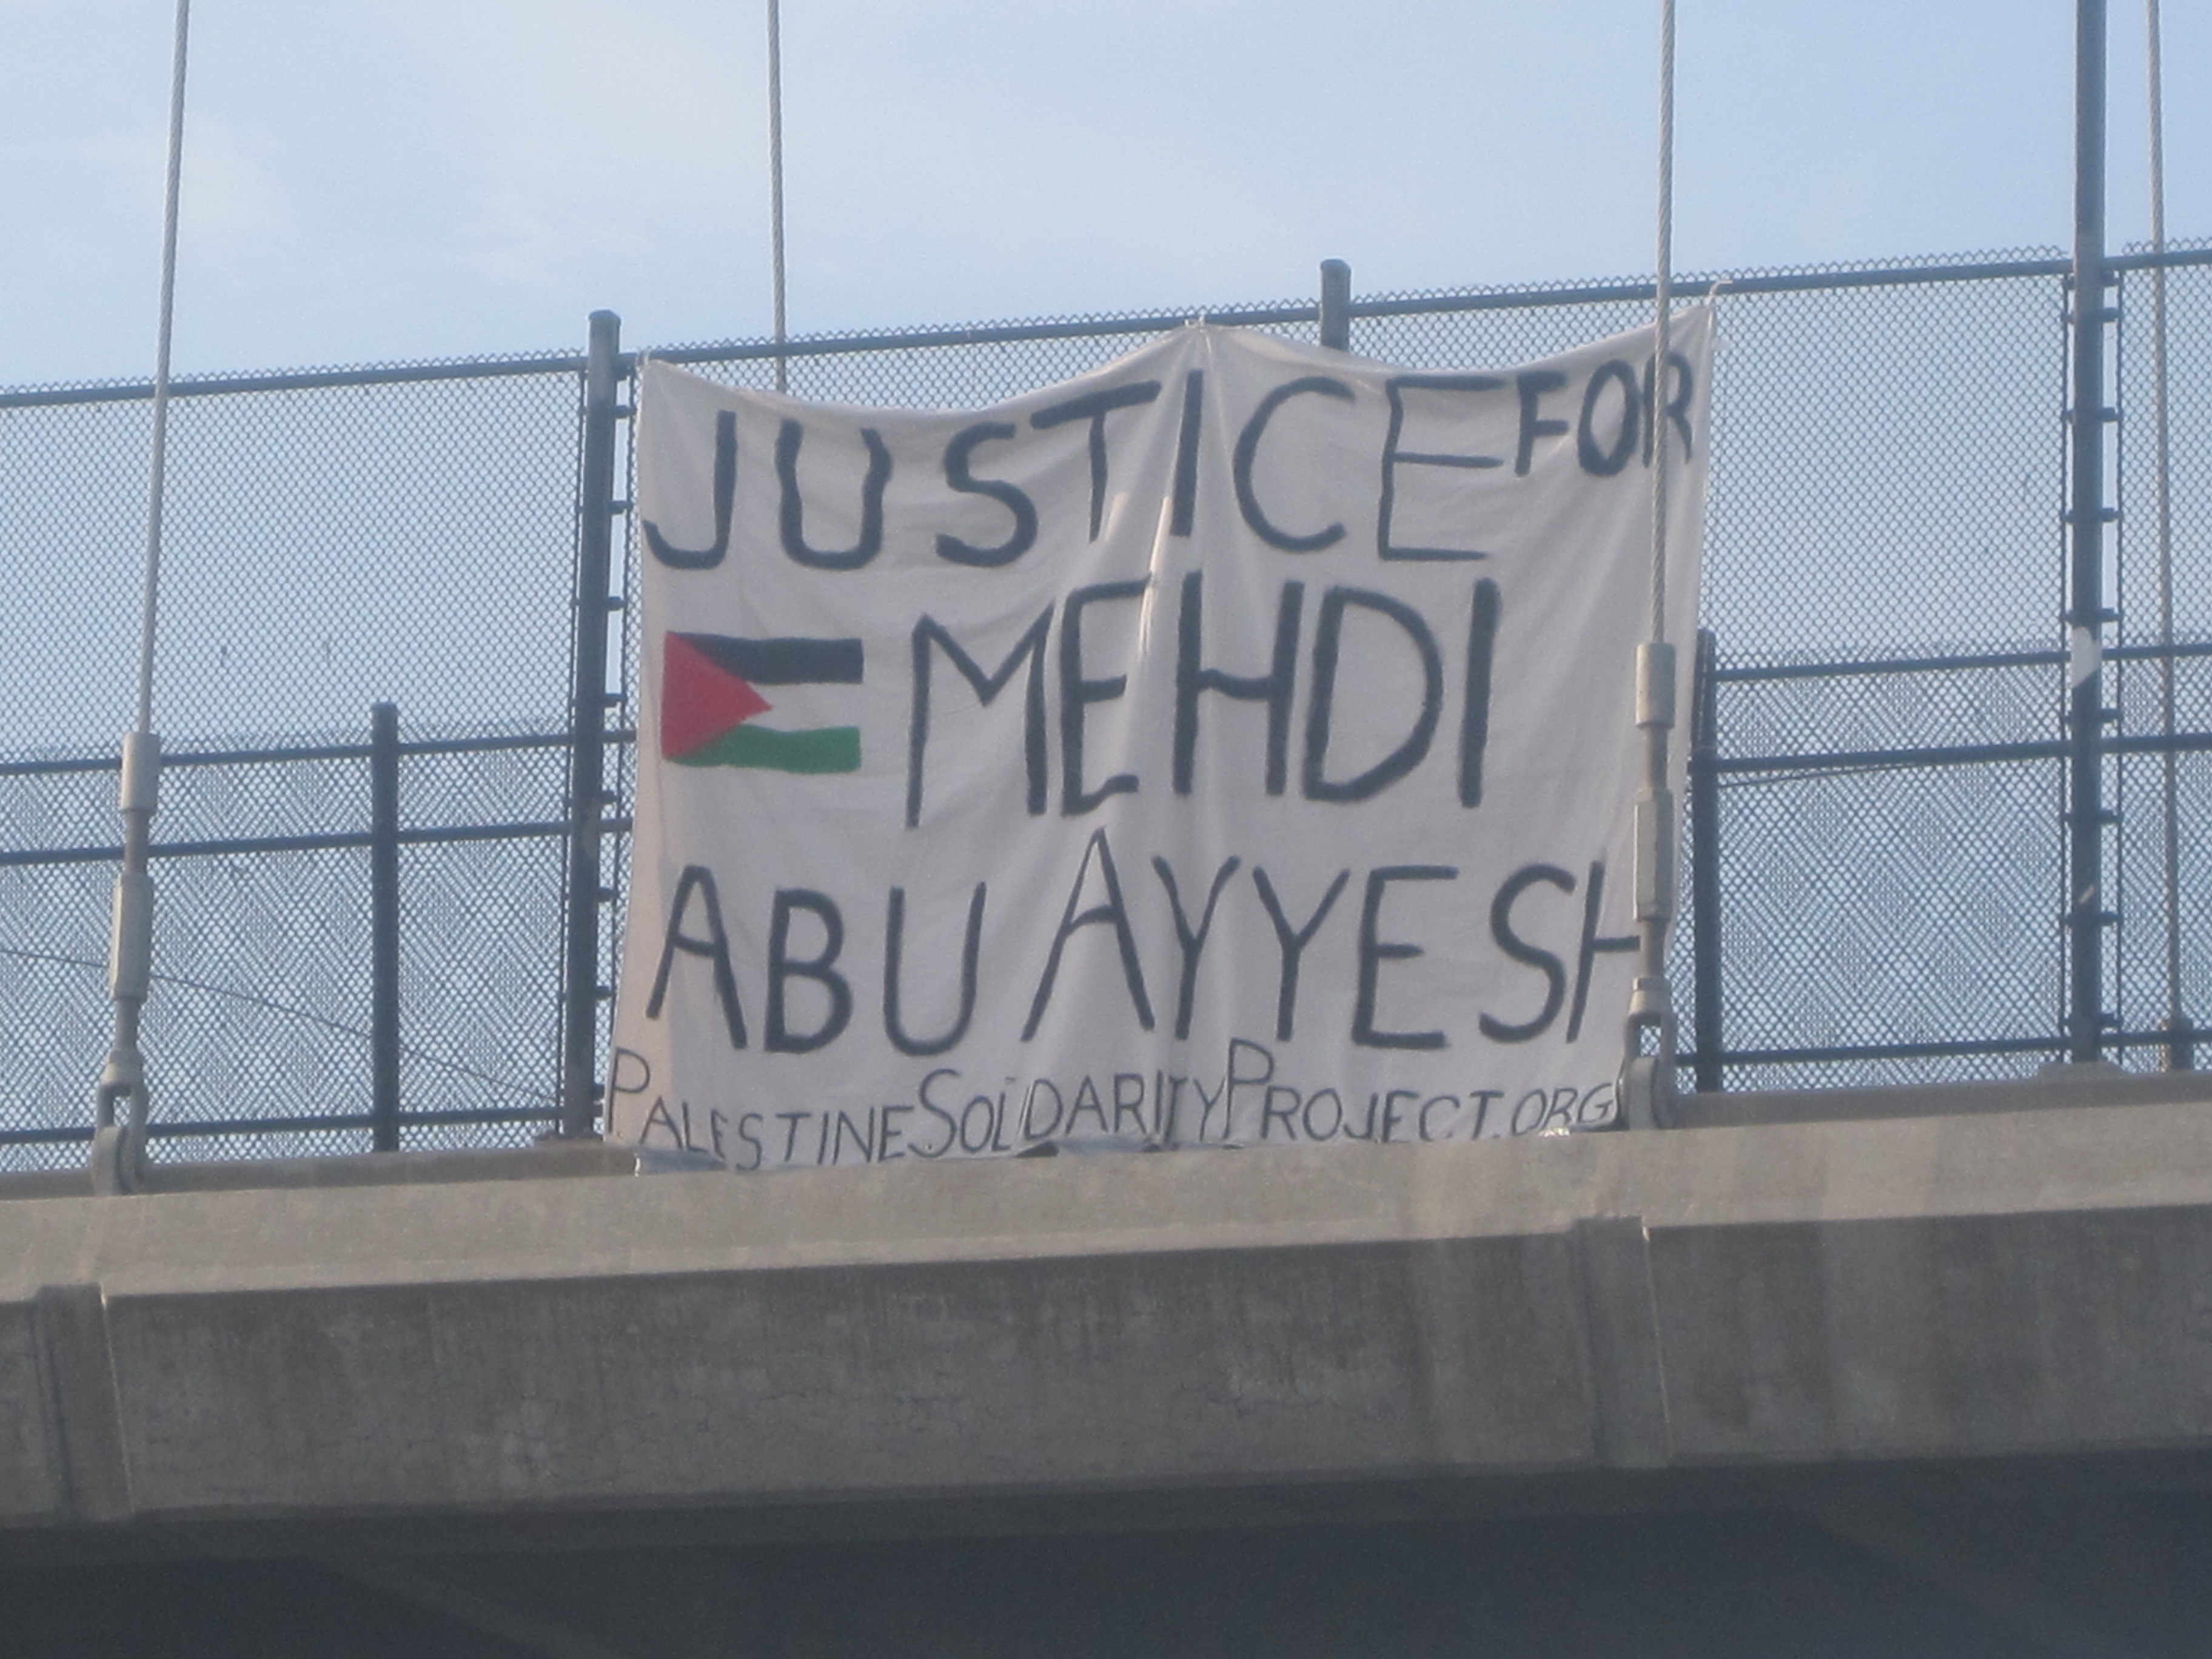 JUSTICE FOR
MEHDI
ABU AYYESH
PALESTINESOLIDARITYPROJECT.ORG